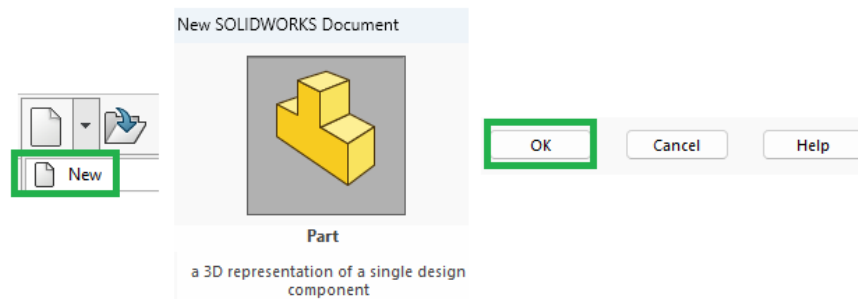 New
New SOLIDWORKS Document
Part
a 3D representation of a single design
component
OK
Cancel
Help